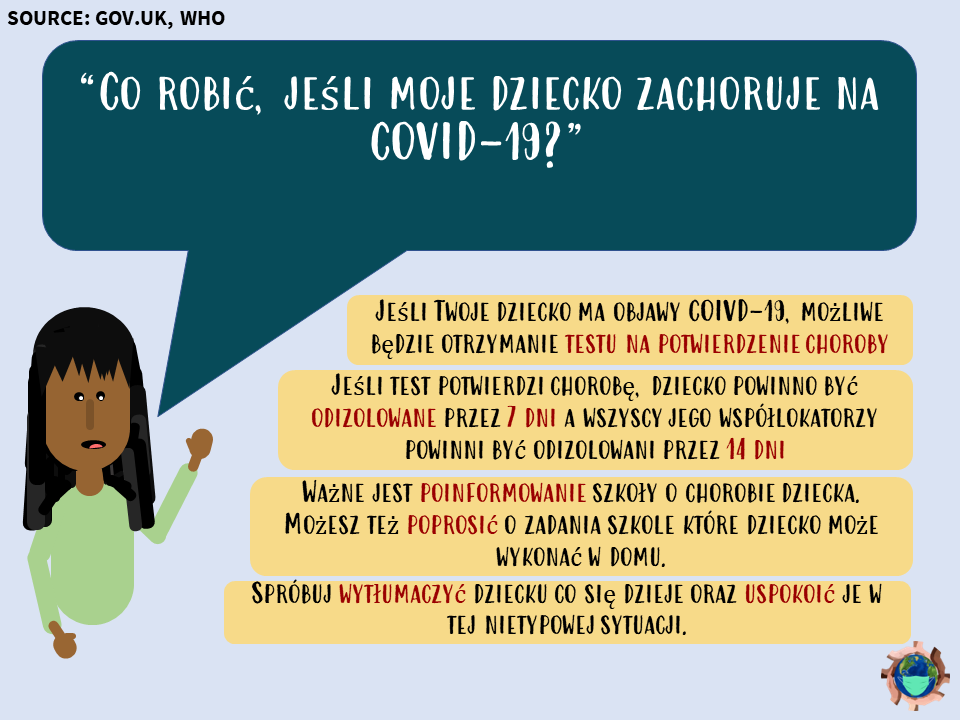 SOURCE: GOV.UK, WHO
“Co robić, jeśli moje dziecko zachoruje na
COVID-19?”
Jeśli Twoje dziecko ma objawy COIVD-19, możliwe
będzie otrzymanie testu na potwierdzenie choroby
Jeśli test potwierdzi chorobę, dziecko powinno być
odizolowane przez 7 dni a wszyscy jego współlokatorzy
powinni być odizolowani przez 14 dni
Ważne jest poinformowanie szkoły o chorobie dziecka.
Możesz też poprosić o zadania szkole które dziecko może
wykonać w domu.
Spróbuj wytłumaczyć dziecku co się dzieje oraz uspokoić je w
tej nietypowej sytuacji.